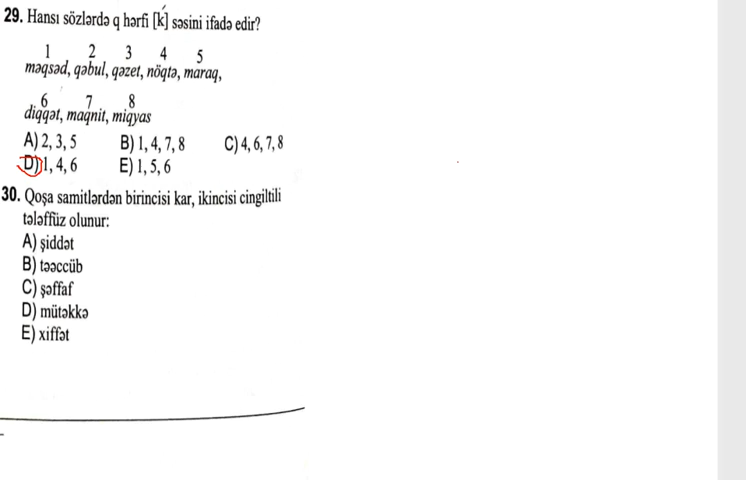 29. Hansı sözlərdə q hərfi [ḱ] səsini ifadə edir?
1 2 3 4 5
məqsəd, qəbul, qəzet, nöqtə, maraq,
6 7 8
diqqət, maqnit, miqyas
A) 2, 3, 5 B) 1, 4, 7, 8 C) 4, 6, 7, 8
D) 1, 4, 6 E) 1, 5, 6
30. Qoşa samitlərdən birincisi kar, ikincisi cingiltili
tələffüz olunur:
A) şiddət
B) təəccüb
C) şəffaf
D) mütəkkə
E) xiffət